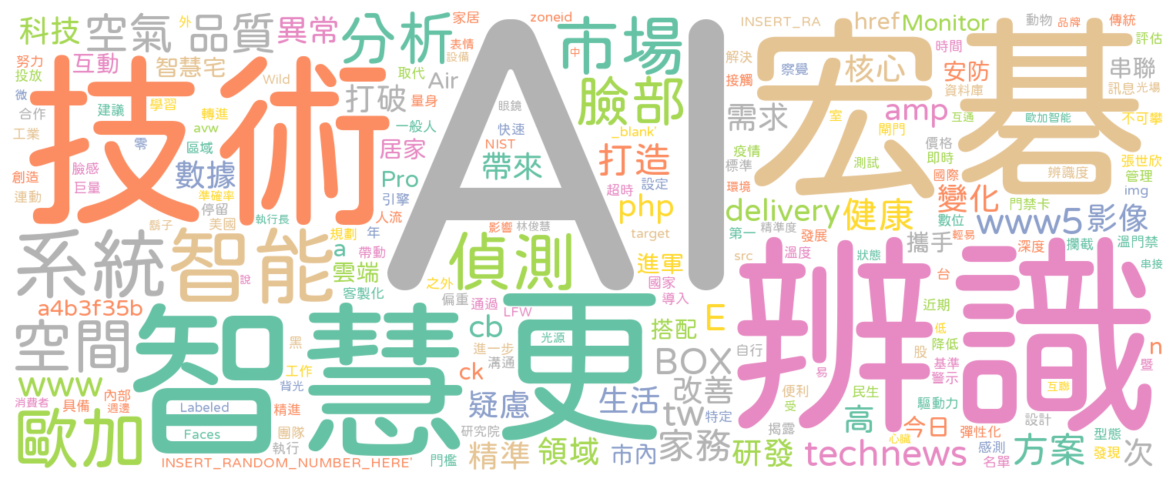 科技
空氣
品質
異常
分析
家居
zoneid
外
表情
設備
中
市場
INSERT_RA
href
Monitor
動物
品牌
傳統
努力
投放
互動
智慧宅
Wild
取代
Air
量身
打破
眼鏡
_blank'
臉部
解決
察覺
核心
時間
接觸
安防
資料庫
評估
串聯
訊息
光場
微
合作
工業
建議
學習
轉進
avw
零
區域
技術
AI
宏碁
一般人
快速
NIST
帶來
需求
amp
閘門
室
互通
歐加智能
不可攀
臉感
巨量
數據
準確率
居家
打造
疫情
標準
測試
價格
即時
國際
張世欣
辨識度
管理
創造
連動
停留
鬍子
美國
執行長
Pro
引擎
人流
年
超時
設定
php
環境
變化
門禁卡
img
系統
智能
規劃
a
帶動
說
雲端
客製化
影響
林俊慧
target
偵測
進軍
delivery
健康
數位
www5
影像
第一
精準度
發展
攜手
輕易
src
溫度
狀態
深度
攔截
溫門禁
串接
之外
國家
導入
偏重
通過
LFW
a4b3f35b
台
近期
空間
智慧
更
辨識
黑
工作
背光
cb
進一步
溝通
ck
光源
搭配
E
BOX
自行
股
低
降低
基準
警示
n
暨
www
消費者
具備
內部
週邊
Labeled
Faces
精進
團隊
執行
疑慮
生活
改善
tw
特定
便利
受
易
民生
驅動力
互聯
歐加
INSERT_RANDOM_NUMBER_HERE'
門檻
研究院
精準
領域
市內
家務
研發
揭露
technews
心臟
高
今日
彈性化
感測
名單
設計
方案
型態
發現
次